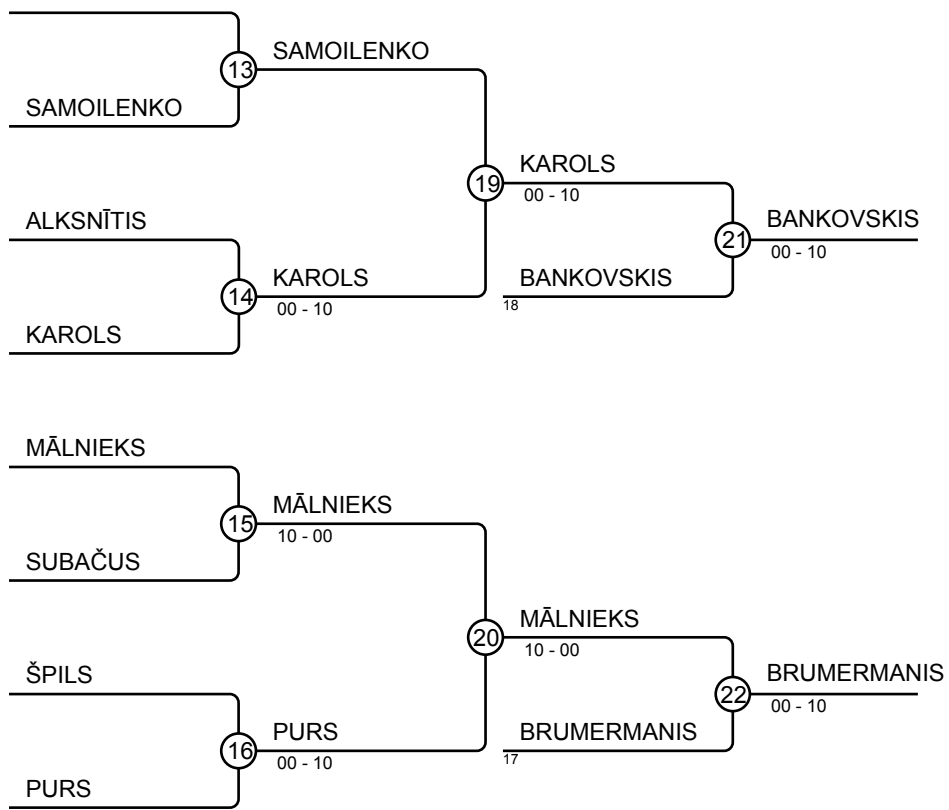 13
SAMOILENKO
SAMOILENKO
19
KAROLS
00 - 10
ALKSNĪTIS
21
BANKOVSKIS
00 - 10
14
KAROLS
00 - 10
BANKOVSKIS
18
KAROLS
MĀLNIEKS
15
MĀLNIEKS
10 - 00
SUBAČUS
20
MĀLNIEKS
10 - 00
ŠPILS
22
BRUMERMANIS
00 - 10
16
PURS
00 - 10
BRUMERMANIS
17
PURS